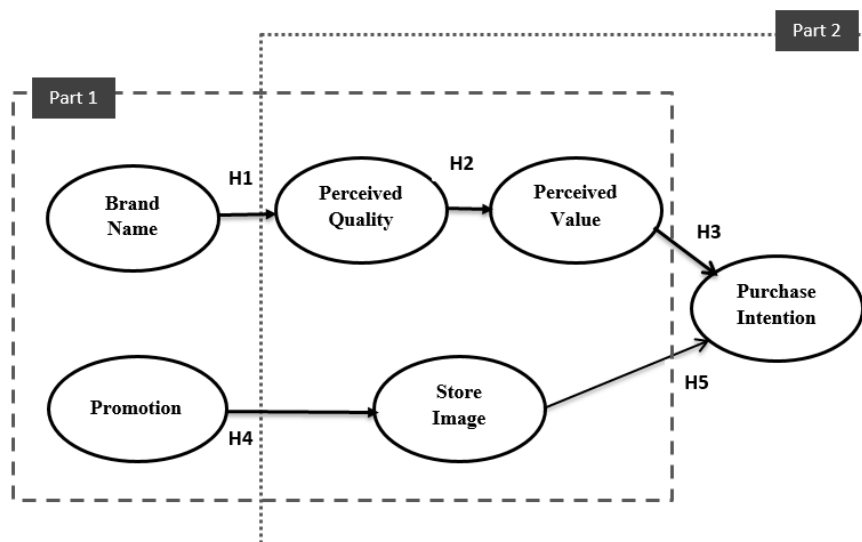 Part 2
Part 1
H1
H2
Brand
Name
Perceived
Quality
Perceived
Value
H3
Purchase
Intention
Promotion
H4
Store
Image
H5